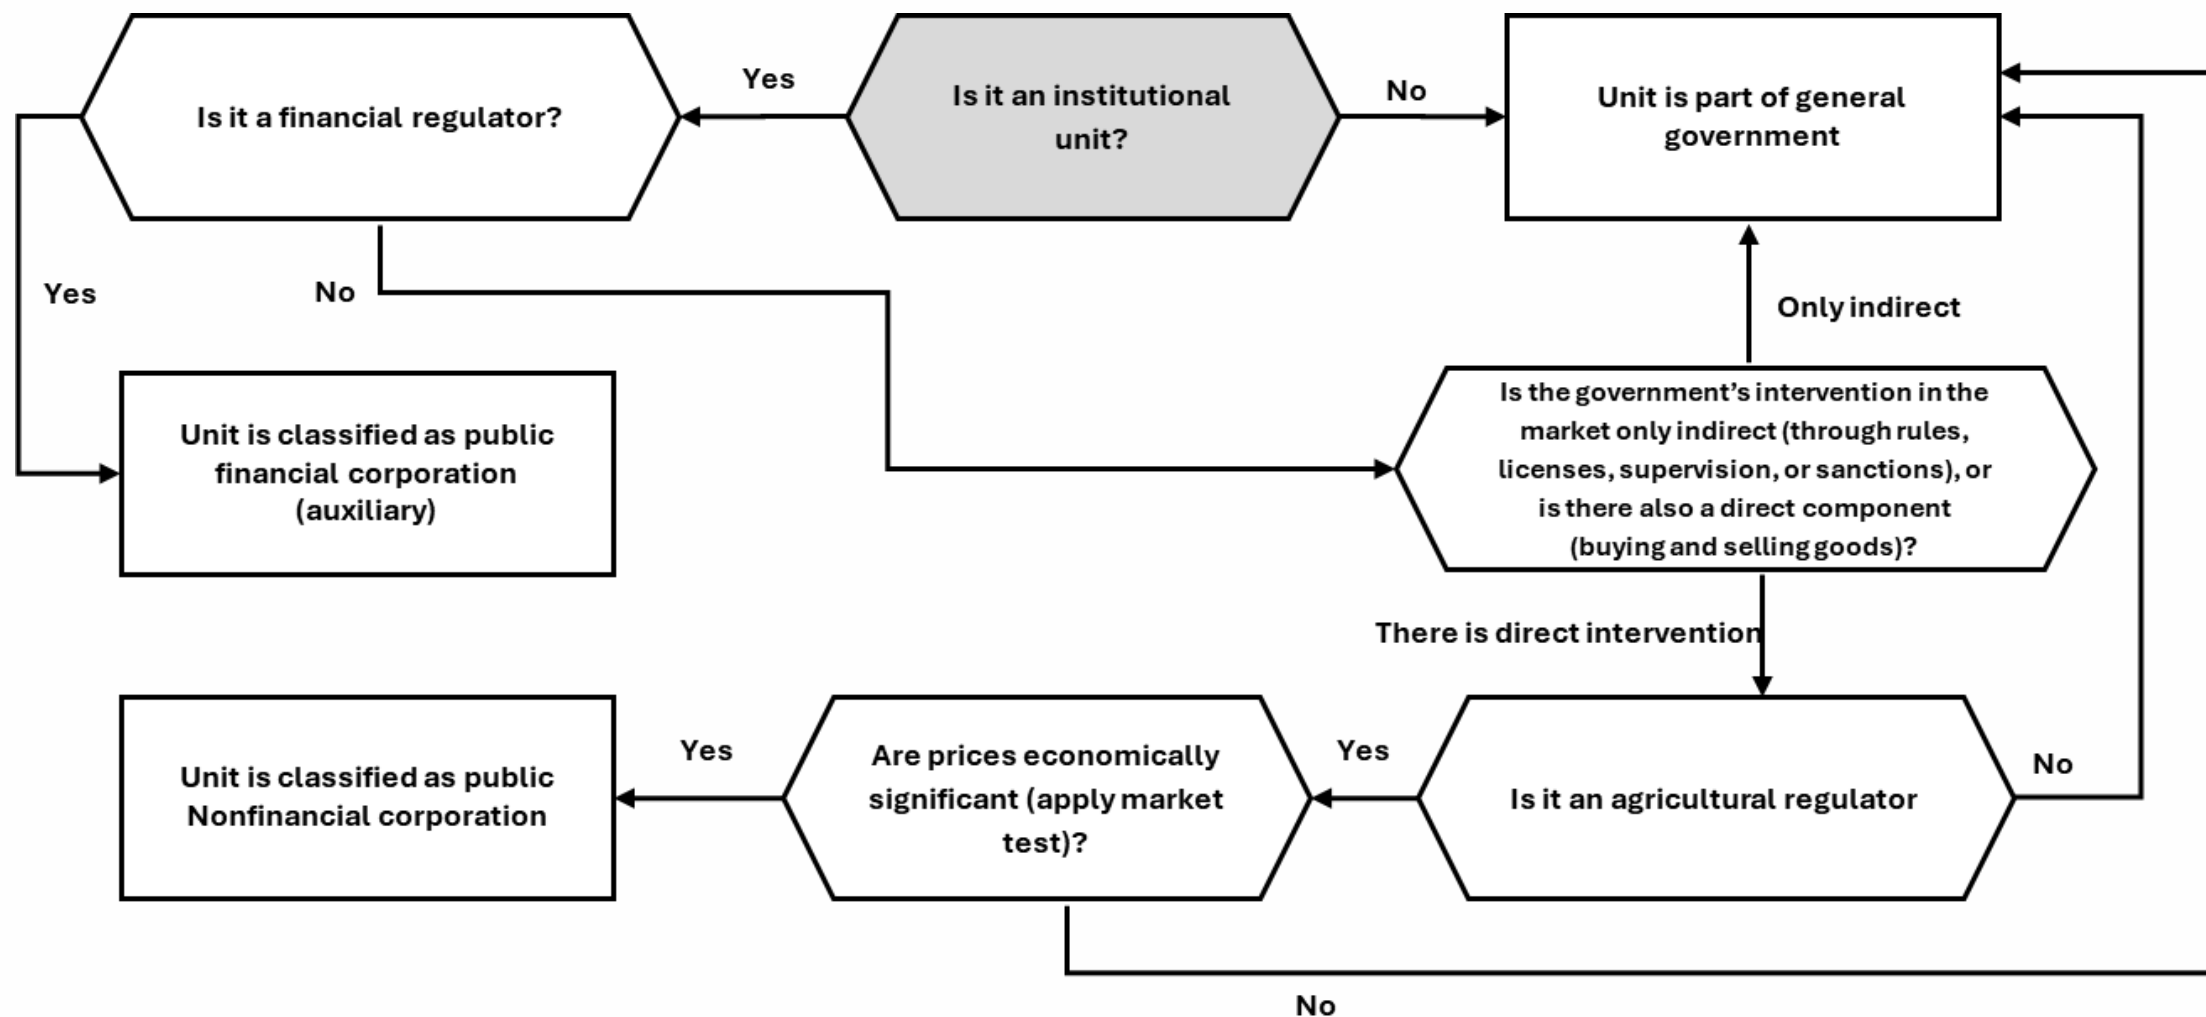 Is it a financial regulator?
Yes
Is it an institutional
unit?
No
Unit is part of general
government
Yes
No
Only indirect
Unit is classified as public
financial corporation
(auxiliary)
Is the government’s intervention in the
market only indirect (through rules,
licenses, supervision, or sanctions), or
is there also a direct component
(buying and selling goods)?
There is direct intervention
Unit is classified as public
Nonfinancial corporation
Yes
Are prices economically
significant (apply market
test)?
Yes
Is it an agricultural regulator
No
No